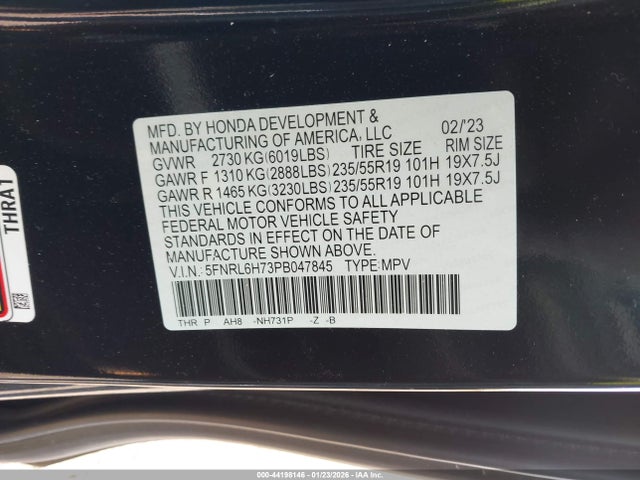 MFD. BY HONDA DEVELOPMENT &
MANUFACTURING OF AMERICA, LLC 02/'23
GVWR 2730 KG (6019LBS) TIRE SIZE RIM SIZE
GAWR F 1310 KG (2888LBS) 235/55R19 101H 19X7.5J
GAWR R 1465 KG (3230LBS) 235/55R19 101H 19X7.5J
THIS VEHICLE CONFORMS TO ALL APPLICABLE
FEDERAL MOTOR VEHICLE SAFETY
STANDARDS IN EFFECT ON THE DATE OF
MANUFACTURE SHOWN ABOVE.
V.I.N.: 5FNRL6H73PB047845 TYPE: MPV
THR P AH8 -NH731P -Z -B
THRA1
000-44198146 - 01/23/2026 - IAAI.COM